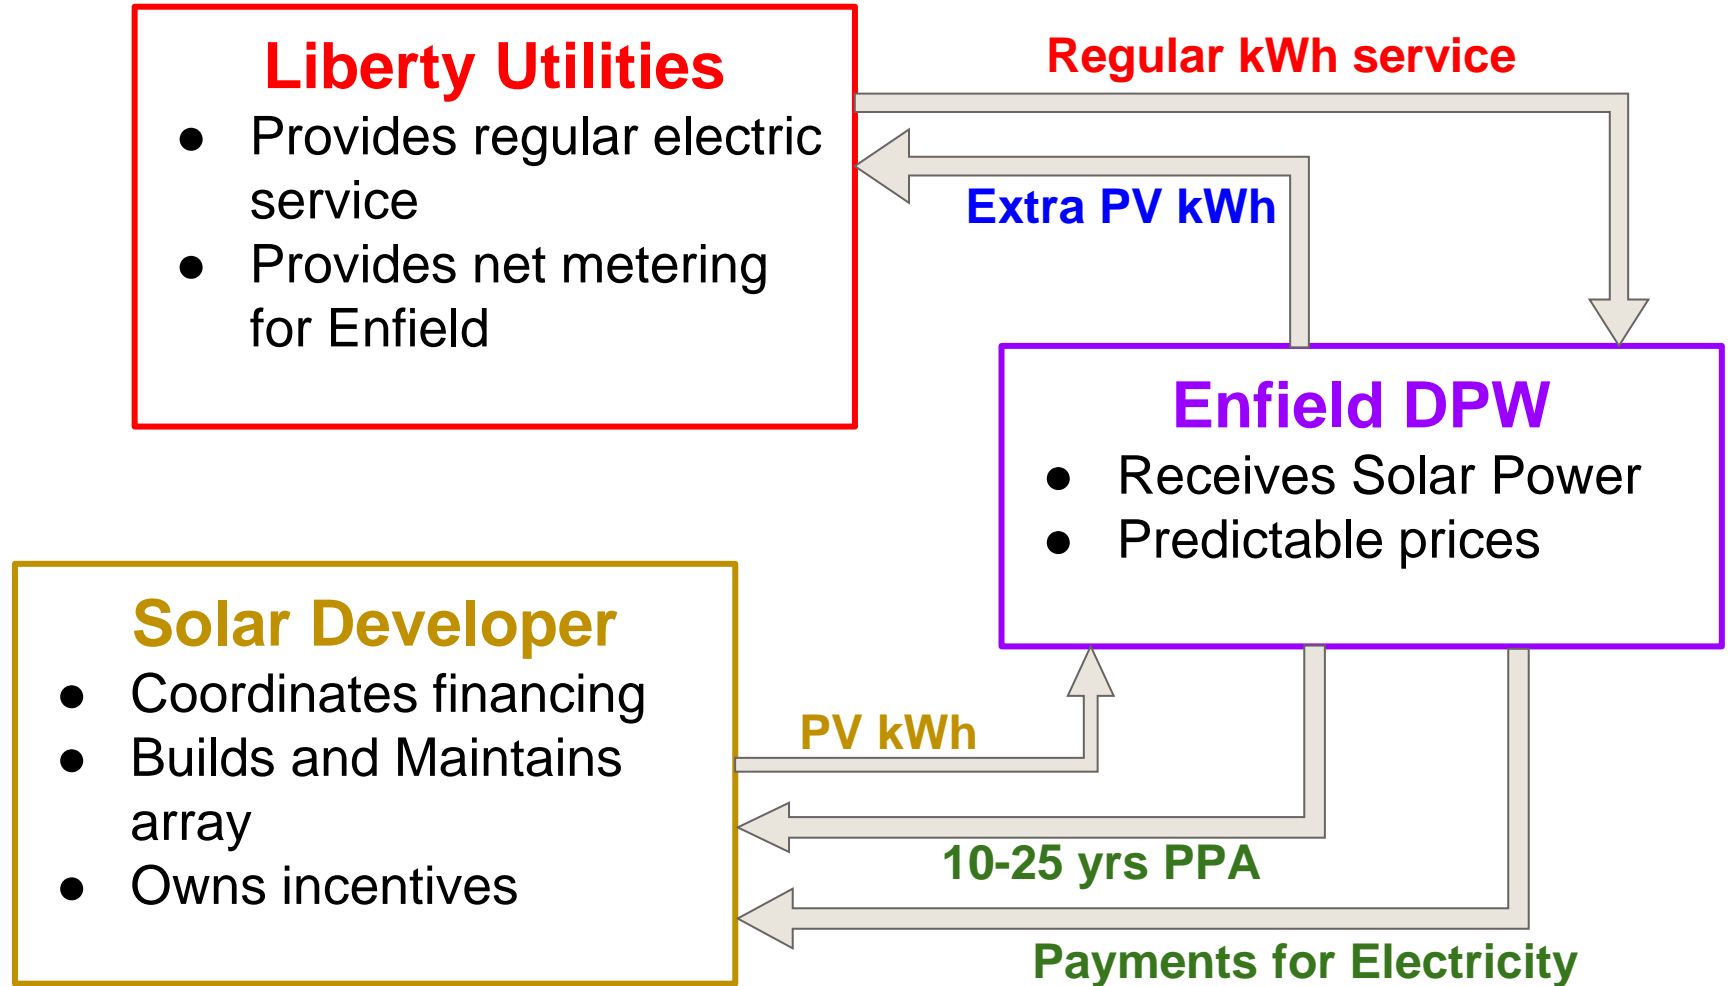 Liberty Utilities
● Provides regular electric
service
● Provides net metering
for Enfield
Regular kWh service
Extra PV kWh
Enfield DPW
● Receives Solar Power
● Predictable prices
Solar Developer
● Coordinates financing
● Builds and Maintains
array
● Owns incentives
PV kWh
10-25 yrs PPA
Payments for Electricity